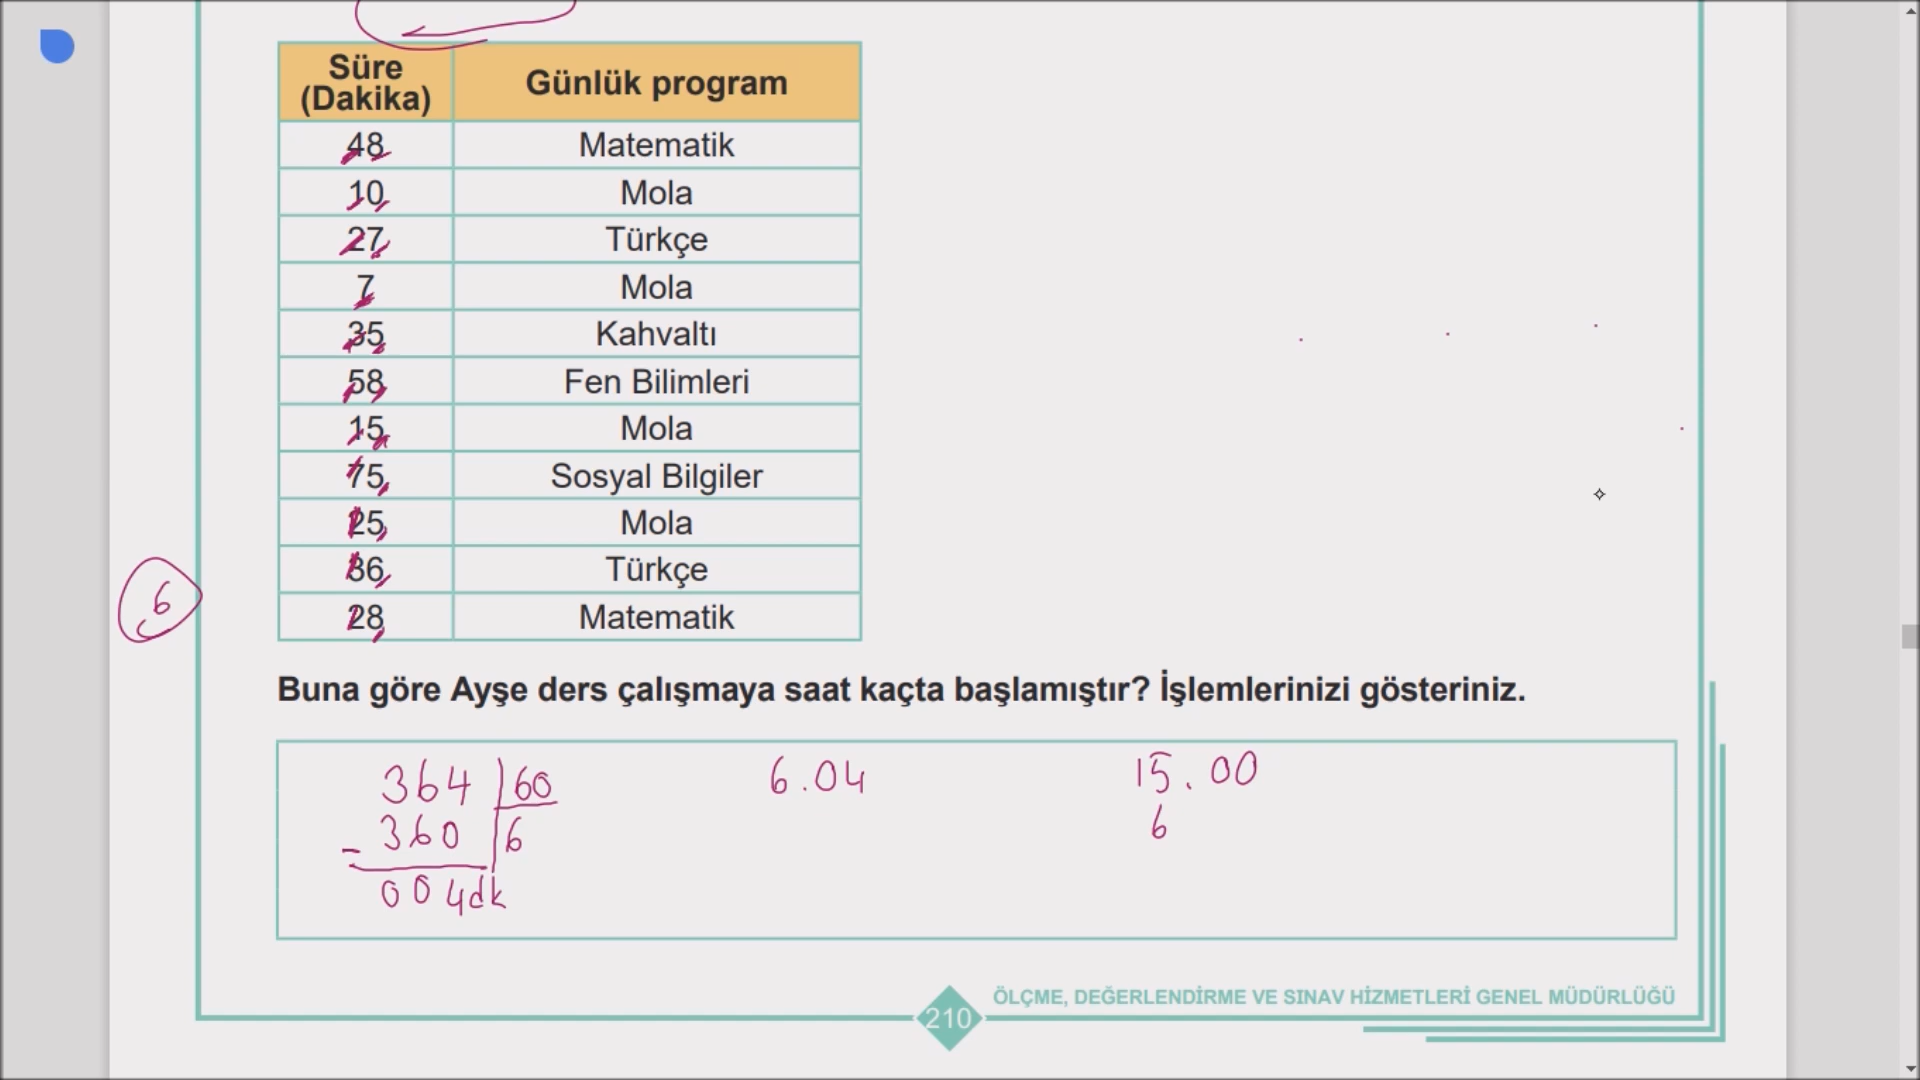 Süre
(Dakika)
Günlük program
48 Matematik
10 Mola
27 Türkçe
7 Mola
35 Kahvaltı
58 Fen Bilimleri
15 Mola
75 Sosyal Bilgiler
25 Mola
36 Türkçe
28 Matematik
6
Buna göre Ayşe ders çalışmaya saat kaçta başlamıştır? İşlemlerinizi gösteriniz.
364 | 60 6.04 15.00
- 360 | 6 6
004dk
ÖLÇME, DEĞERLENDİRME VE SINAV HİZMETLERİ GENEL MÜDÜRLÜĞÜ
210